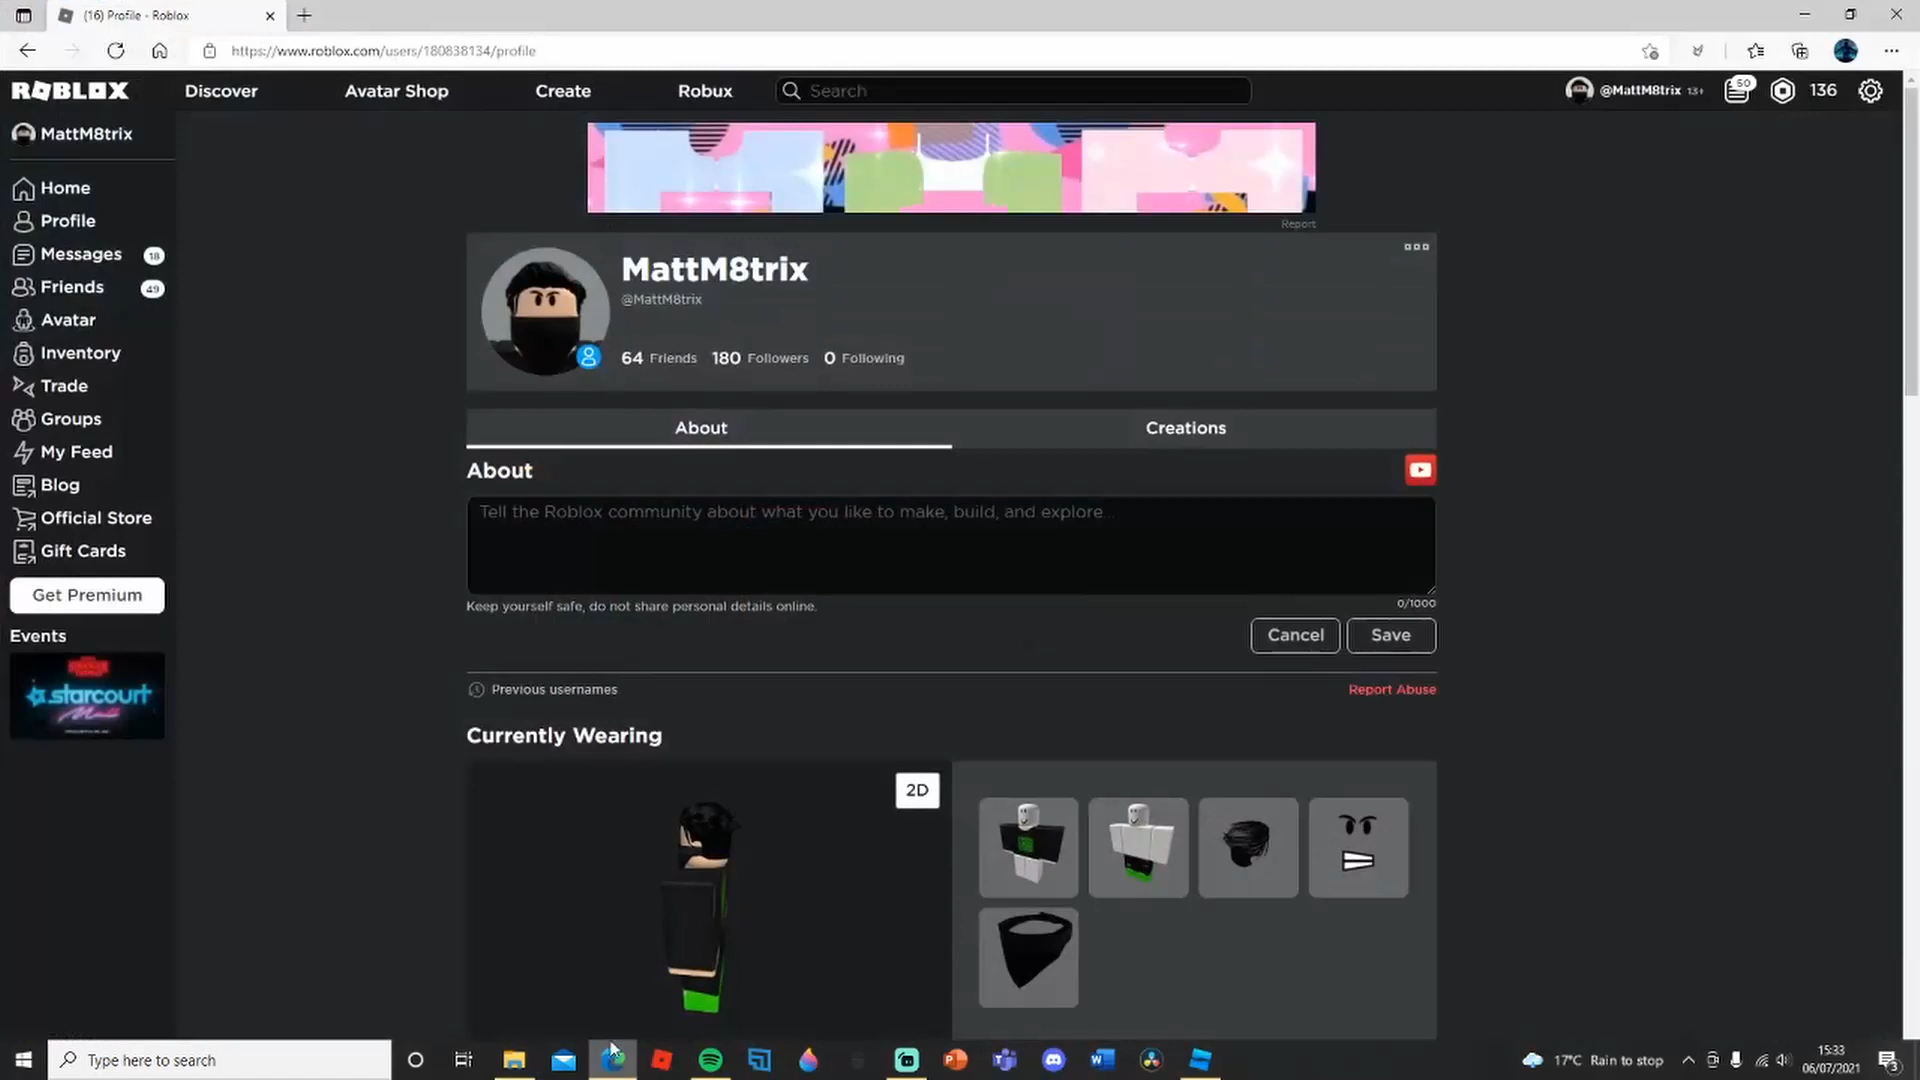 (16) Profile - Roblox
https://www.roblox.com/users/180838134/profile
ROBLOX Discover Avatar Shop Create Robux Search @MattM8trix 13+ 50 136
MattM8trix
Home
Profile
Messages 18
Friends 49
Avatar
Inventory
Trade
Groups
My Feed
Blog
Official Store
Gift Cards
Get Premium
Events
starcourt
Report
MattM8trix
@MattM8trix
64 Friends 180 Followers 0 Following
About Creations
About
Tell the Roblox community about what you like to make, build, and explore...
Keep yourself safe, do not share personal details online. 0/1000
Cancel Save
Previous usernames Report Abuse
Currently Wearing
2D
Type here to search
17°C Rain to stop
15:33
06/07/2021
3